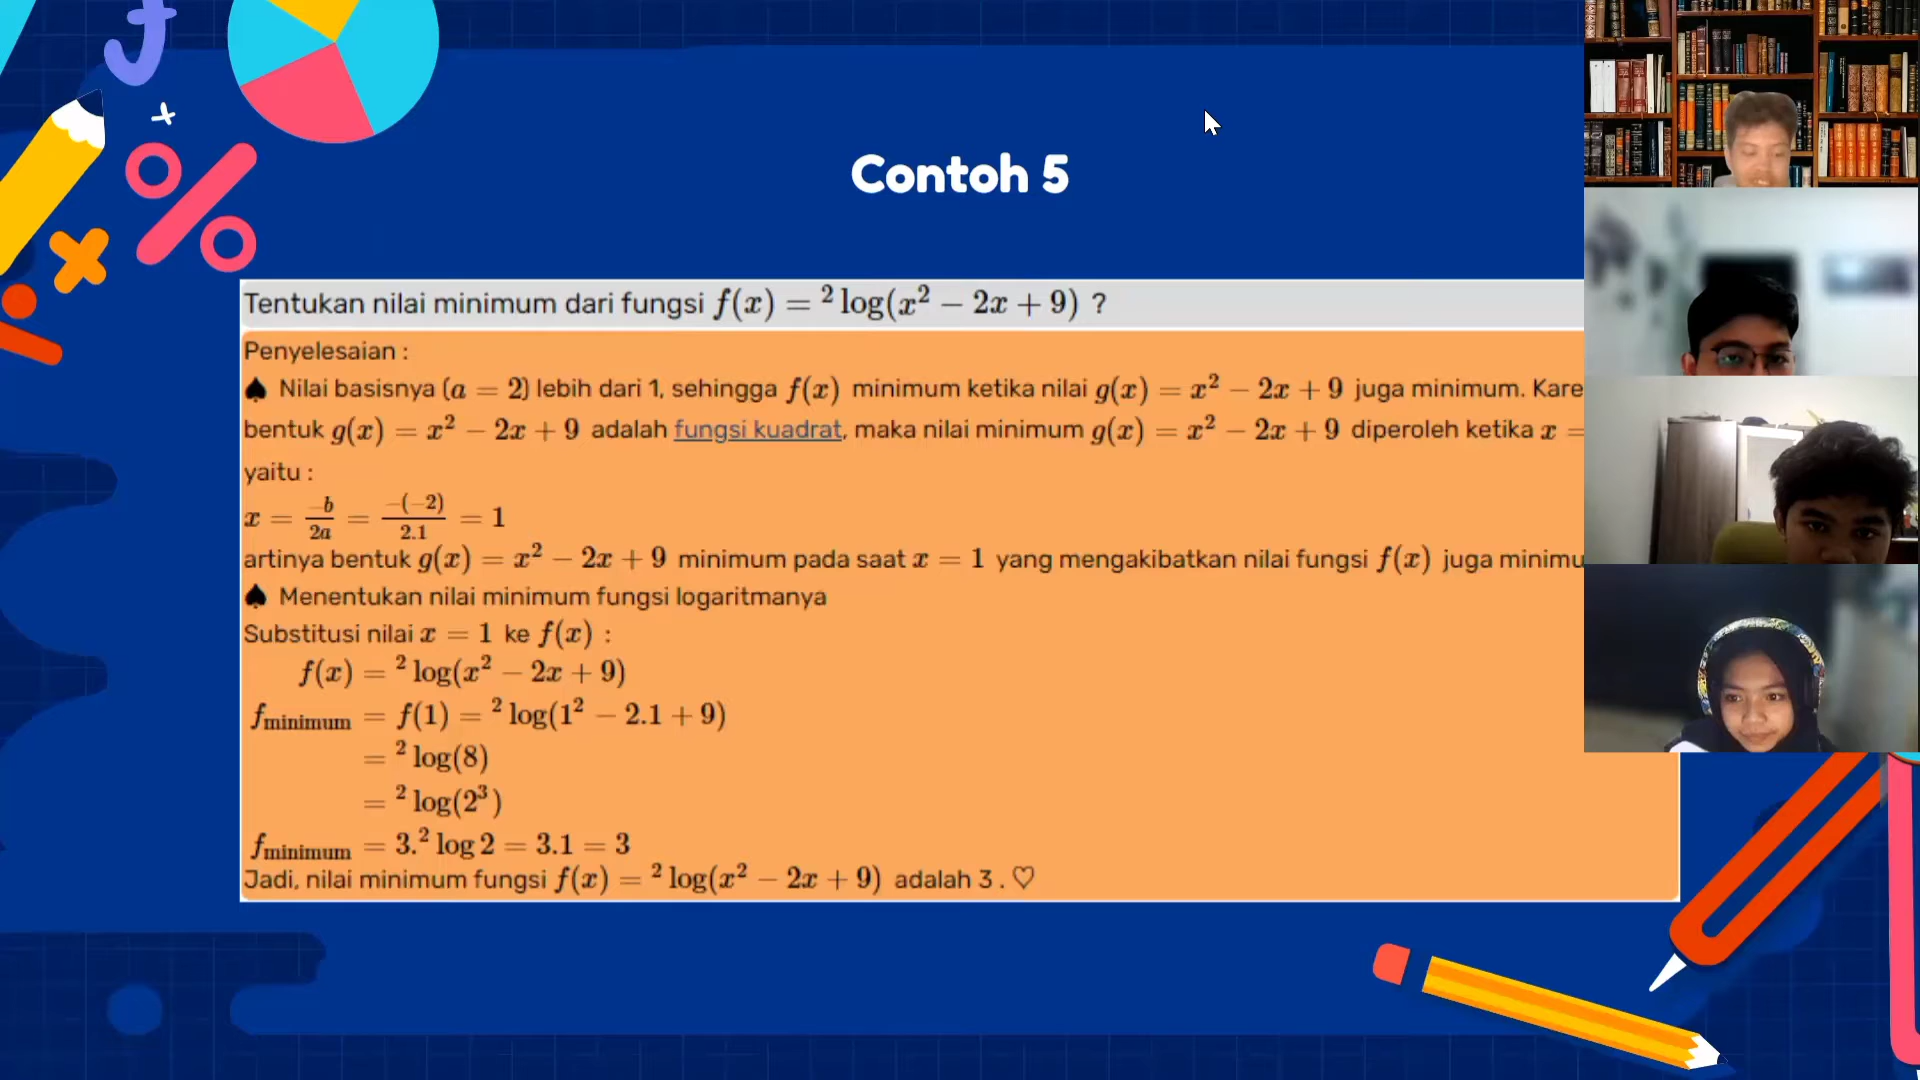 Contoh 5
Tentukan nilai minimum dari fungsi f(x) = ²log(x² − 2x + 9) ?
Penyelesaian :
♠ Nilai basisnya (a = 2) lebih dari 1, sehingga f(x) minimum ketika nilai g(x) = x² − 2x + 9 juga minimum.
bentuk g(x) = x² − 2x + 9 adalah fungsi kuadrat, maka nilai minimum g(x) = x² − 2x + 9 diperoleh ketika x =
yaitu :
x = −b/2a = −(−2)/2.1 = 1
artinya bentuk g(x) = x² − 2x + 9 minimum pada saat x = 1 yang mengakibatkan nilai fungsi f(x) juga
♠ Menentukan nilai minimum fungsi logaritmanya
Substitusi nilai x = 1 ke f(x) :
f(x) = ²log(x² − 2x + 9)
fminimum = f(1) = ²log(1² − 2.1 + 9)
= ²log(8)
= ²log(2³)
fminimum = 3.²log 2 = 3.1 = 3
Jadi, nilai minimum fungsi f(x) = ²log(x² − 2x + 9) adalah 3 . ♡